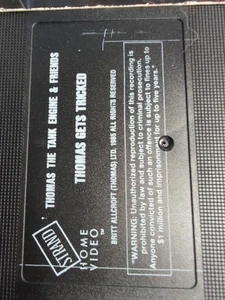 THOMAS THE TANK ENGINE & FRIENDS
THOMAS GETS TRICKED
STRAND
HOME
VIDEO™
BRITT ALLCROFT (THOMAS) LTD. 1985 ALL RIGHTS RESERVED
"WARNING: Unauthorized reproduction of this recording is
prohibited by law and subject to criminal prosecution.
Anyone convicted of such an offence is subject to fines up to
$1 million and imprisonment for up to five years."